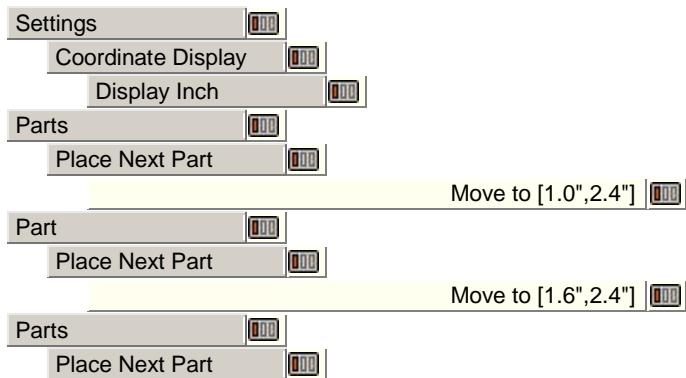 Settings
Coordinate Display
Display Inch
Parts
Place Next Part
Move to [1.0",2.4"]
Part
Place Next Part
Move to [1.6",2.4"]
Parts
Place Next Part